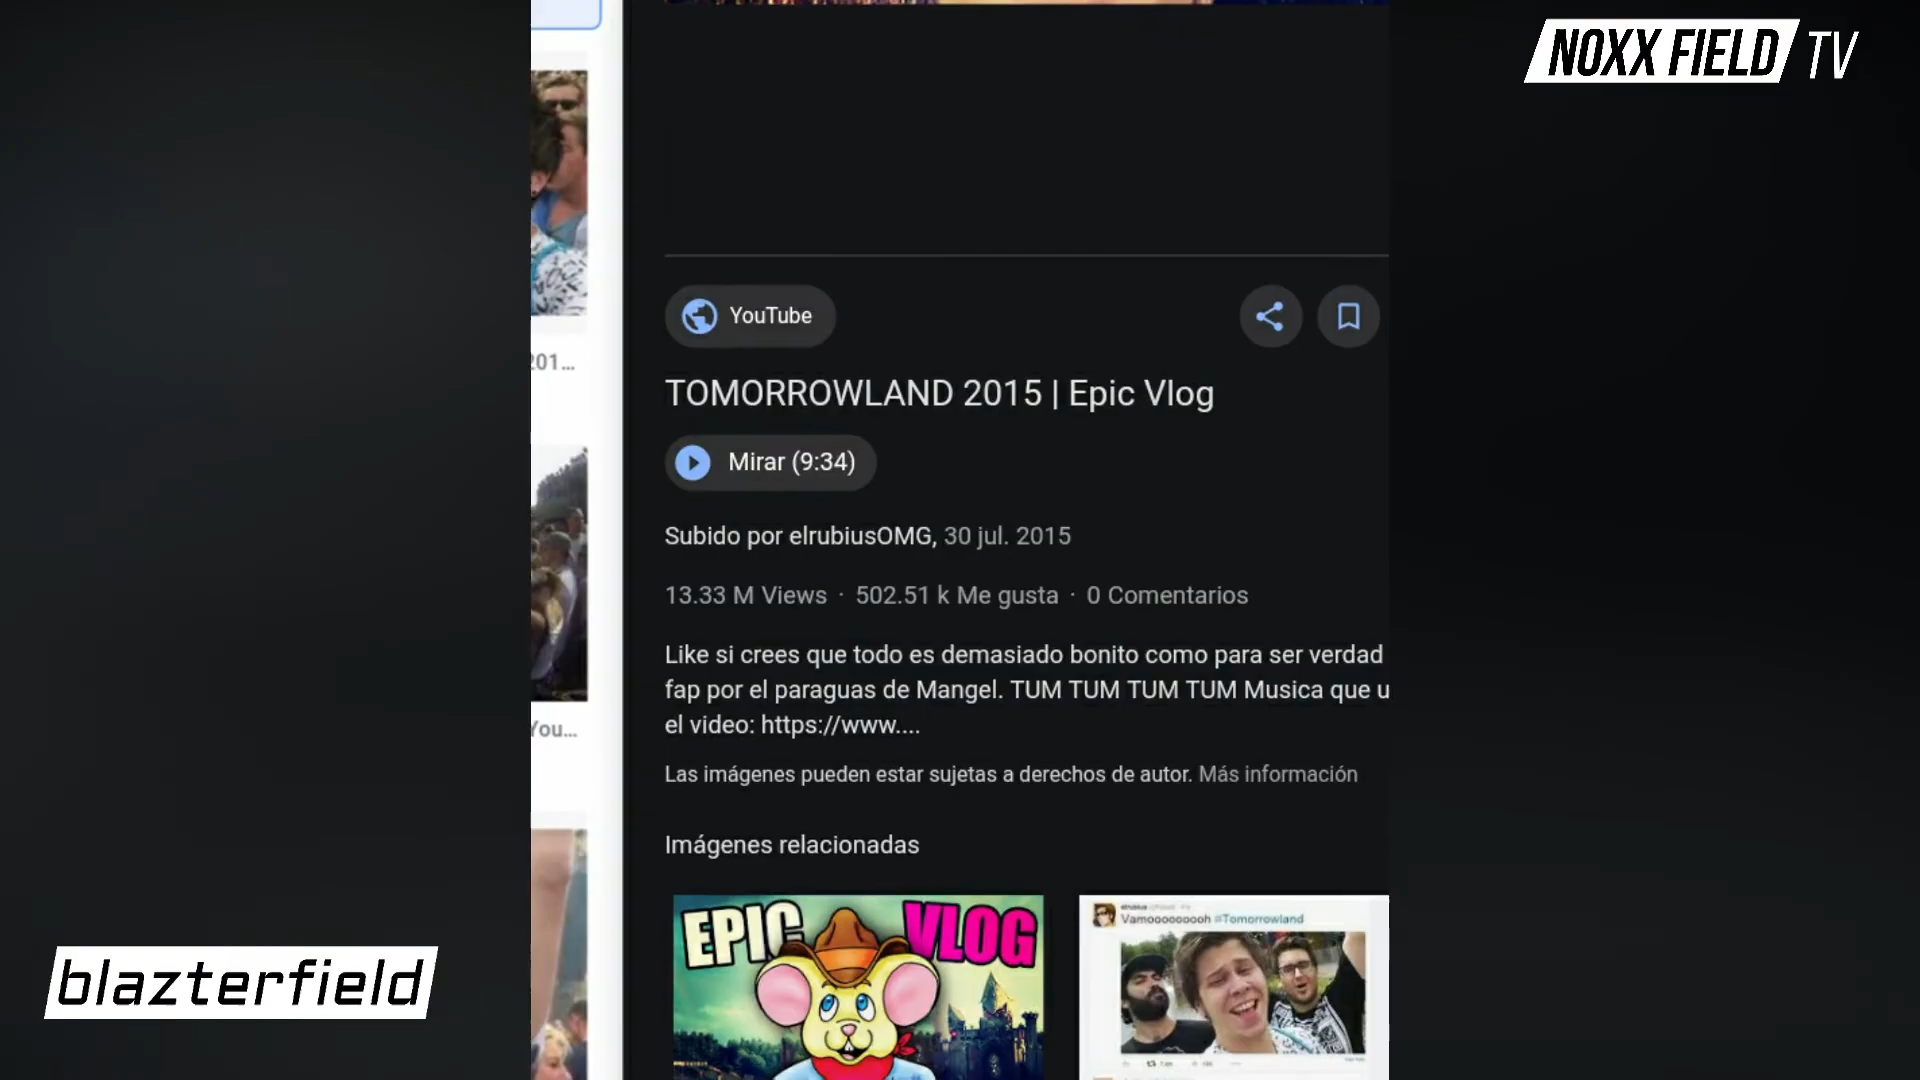 NOXX FIELD TV
201...
YouTube
TOMORROWLAND 2015 | Epic Vlog
Mirar (9:34)
Subido por elrubiusOMG, 30 jul. 2015
13.33 M Views · 502.51 k Me gusta · 0 Comentarios
Like si crees que todo es demasiado bonito como para ser verdad
fap por el paraguas de Mangel. TUM TUM TUM TUM Musica que u
el video: https://www....
You...
Las imágenes pueden estar sujetas a derechos de autor. Más información
Imágenes relacionadas
EPIC VLOG
Vamooooooooh #Tomorrowland
blazterfield